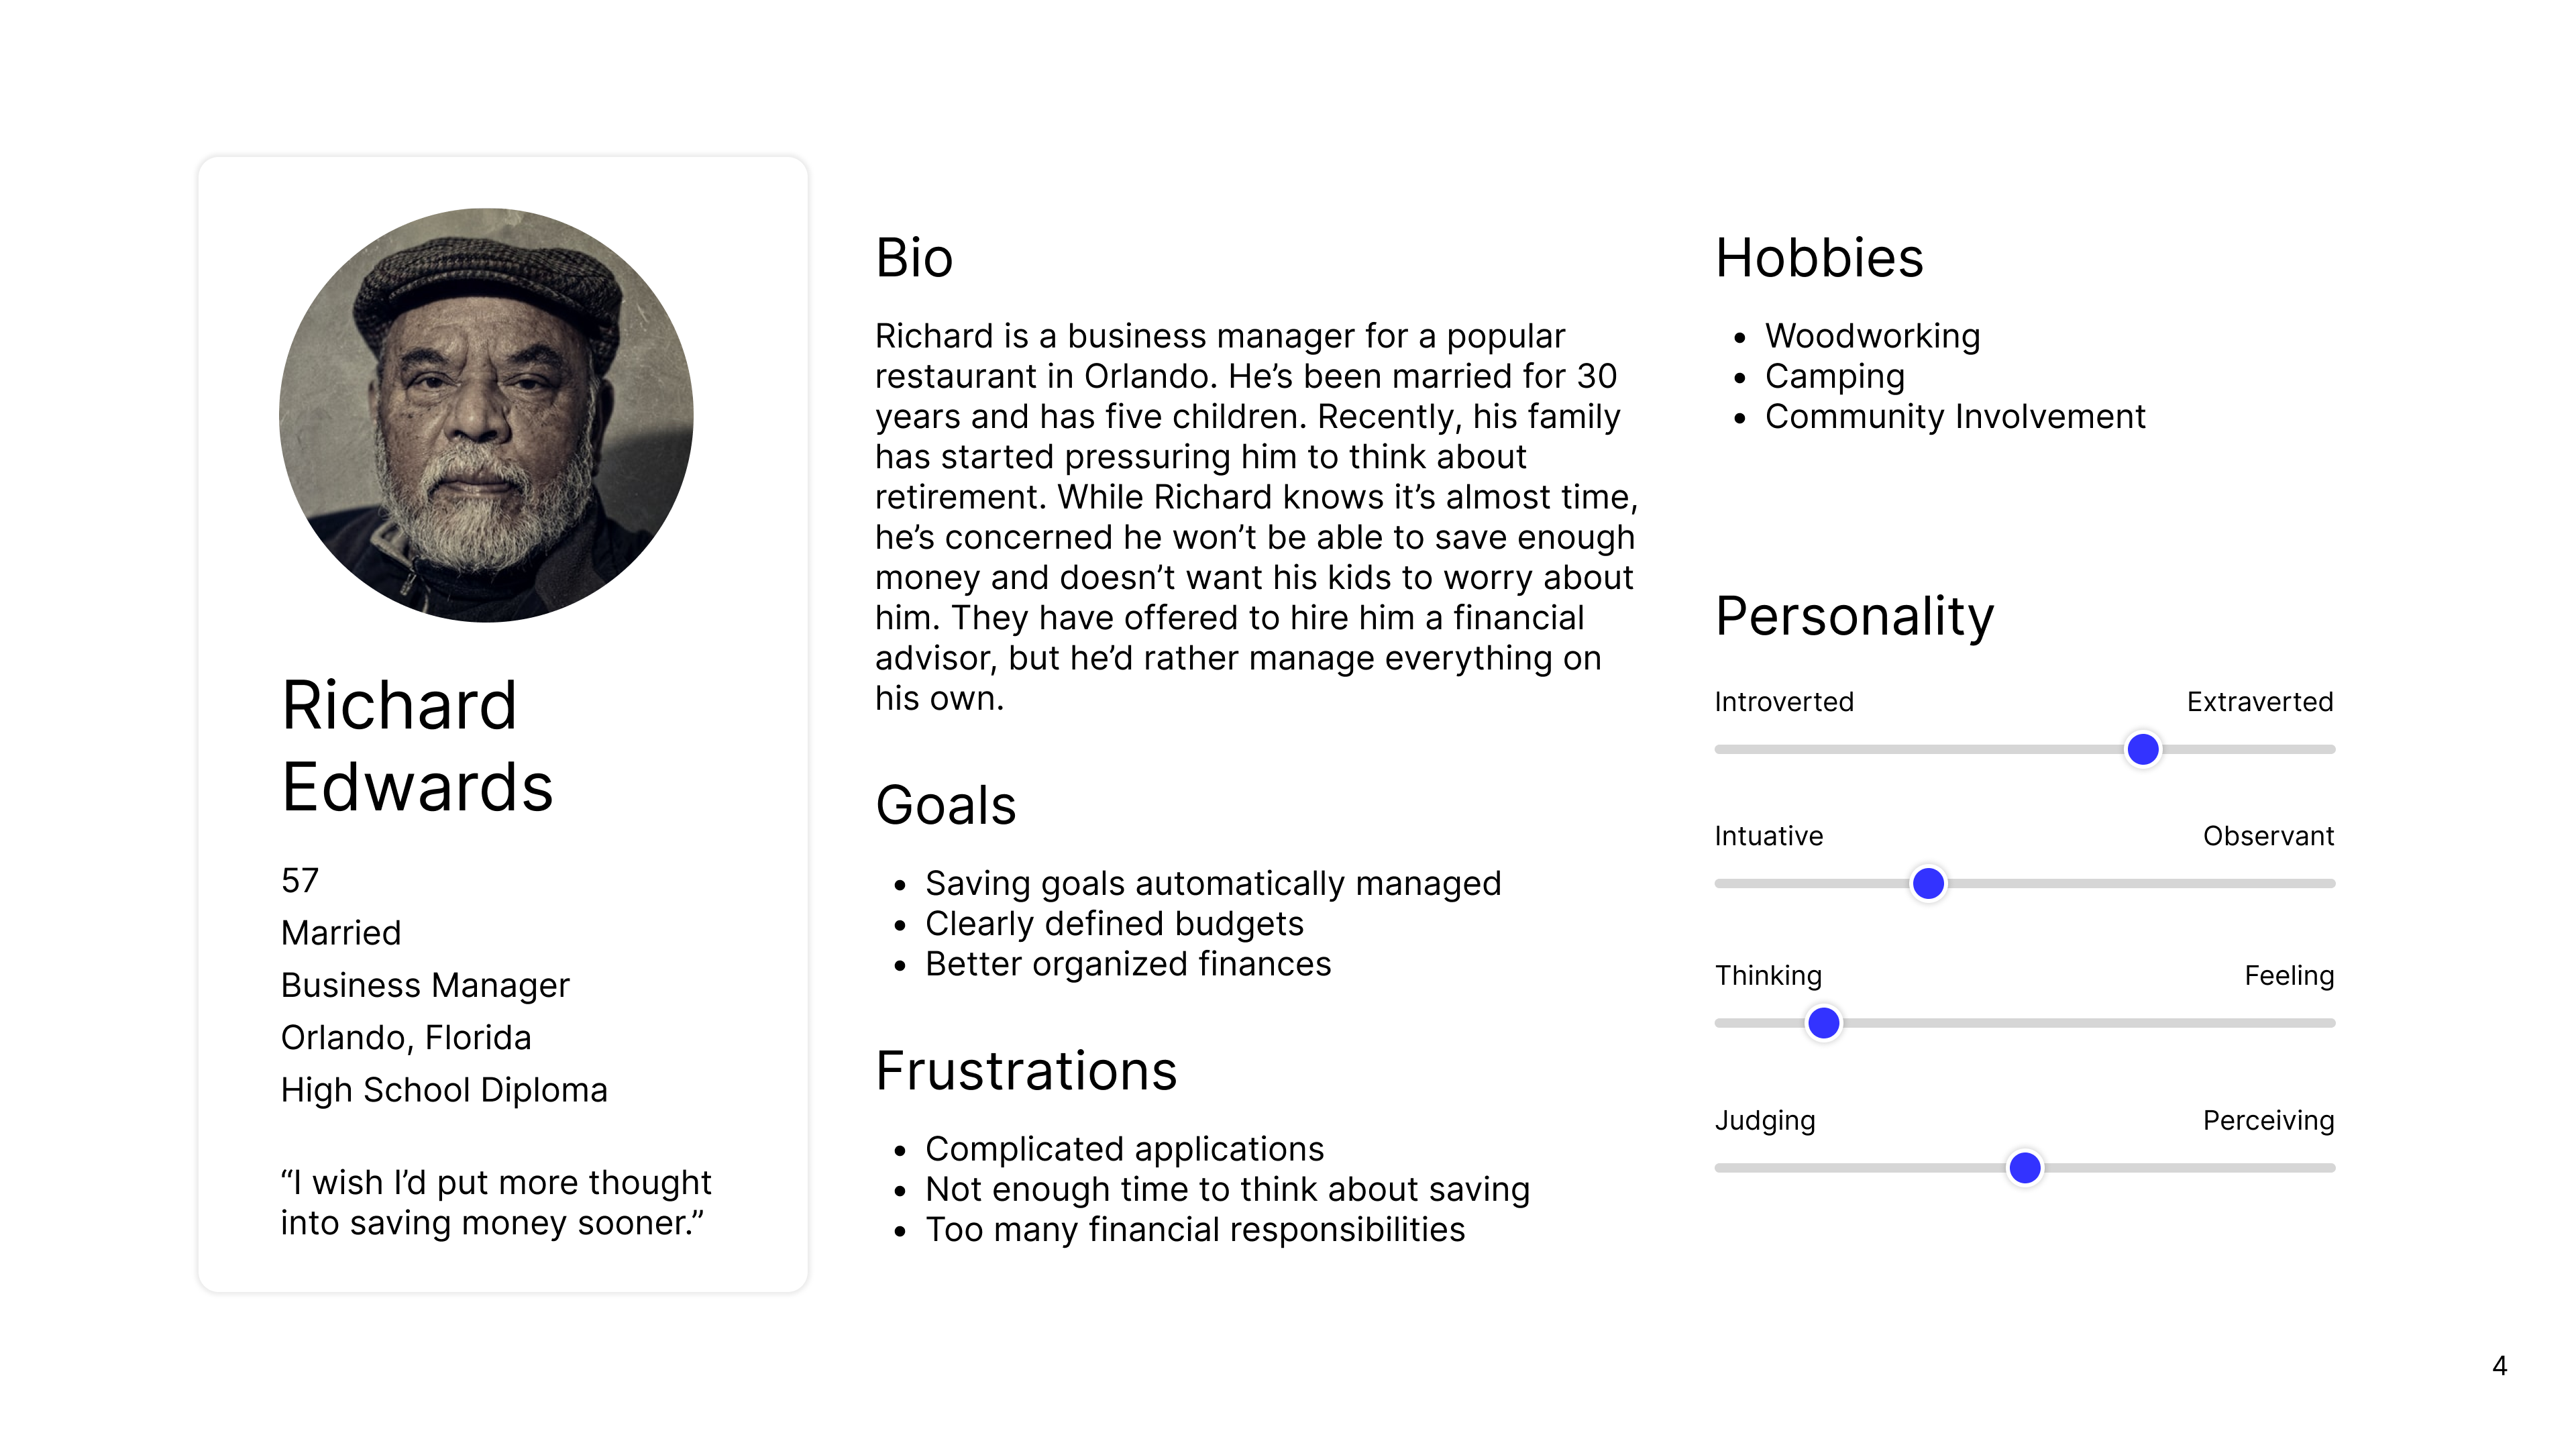 Richard
Edwards
57
Married
Business Manager
Orlando, Florida
High School Diploma
“I wish I’d put more thought
into saving money sooner.”
Bio
Richard is a business manager for a popular
restaurant in Orlando. He’s been married for 30
years and has five children. Recently, his family
has started pressuring him to think about
retirement. While Richard knows it’s almost time,
he’s concerned he won’t be able to save enough
money and doesn’t want his kids to worry about
him. They have offered to hire him a financial
advisor, but he’d rather manage everything on
his own.
Goals
• Saving goals automatically managed
• Clearly defined budgets
• Better organized finances
Frustrations
• Complicated applications
• Not enough time to think about saving
• Too many financial responsibilities
Hobbies
• Woodworking
• Camping
• Community Involvement
Personality
Introverted Extraverted
Intuative Observant
Thinking Feeling
Judging Perceiving
4